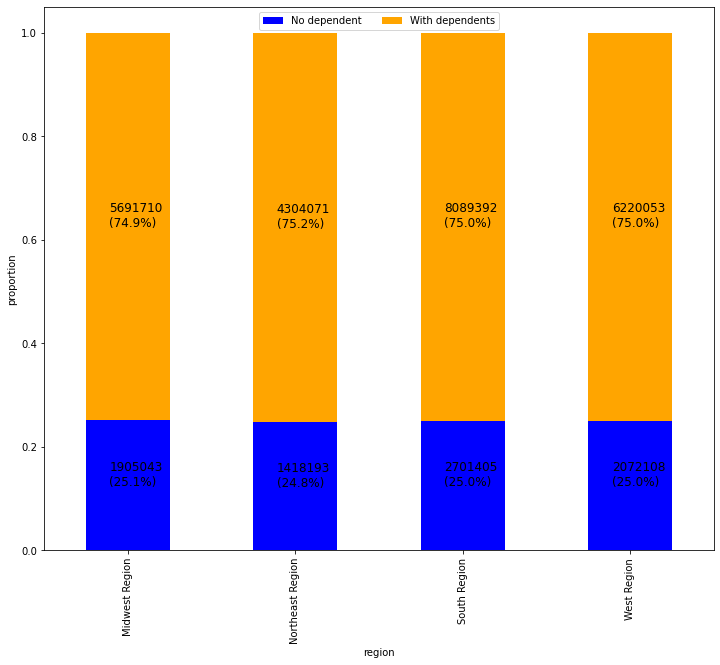 No dependent
With dependents
1.0
0.8
0.6
0.4
0.2
0.0
proportion
5691710
(74.9%)
4304071
(75.2%)
8089392
(75.0%)
6220053
(75.0%)
1905043
(25.1%)
1418193
(24.8%)
2701405
(25.0%)
2072108
(25.0%)
Midwest Region
Northeast Region
South Region
West Region
region